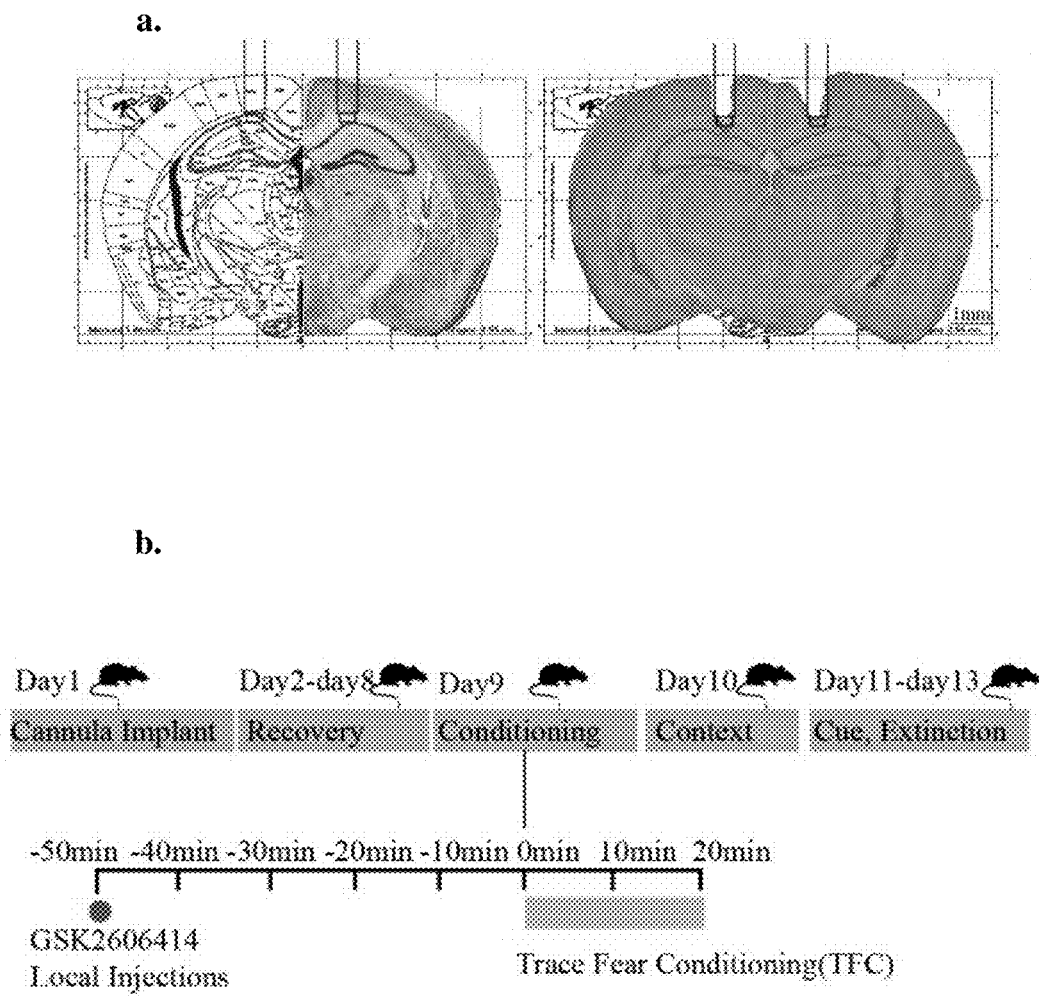 a.
1mm
b.
Day1 Day2-day8 Day9 Day10 Day11-day13
Cannula Implant Recovery Conditioning Context Cue, Extinction
-50min -40min -30min -20min -10min 0min 10min 20min
GSK2606414
Local Injections
Trace Fear Conditioning(TFC)